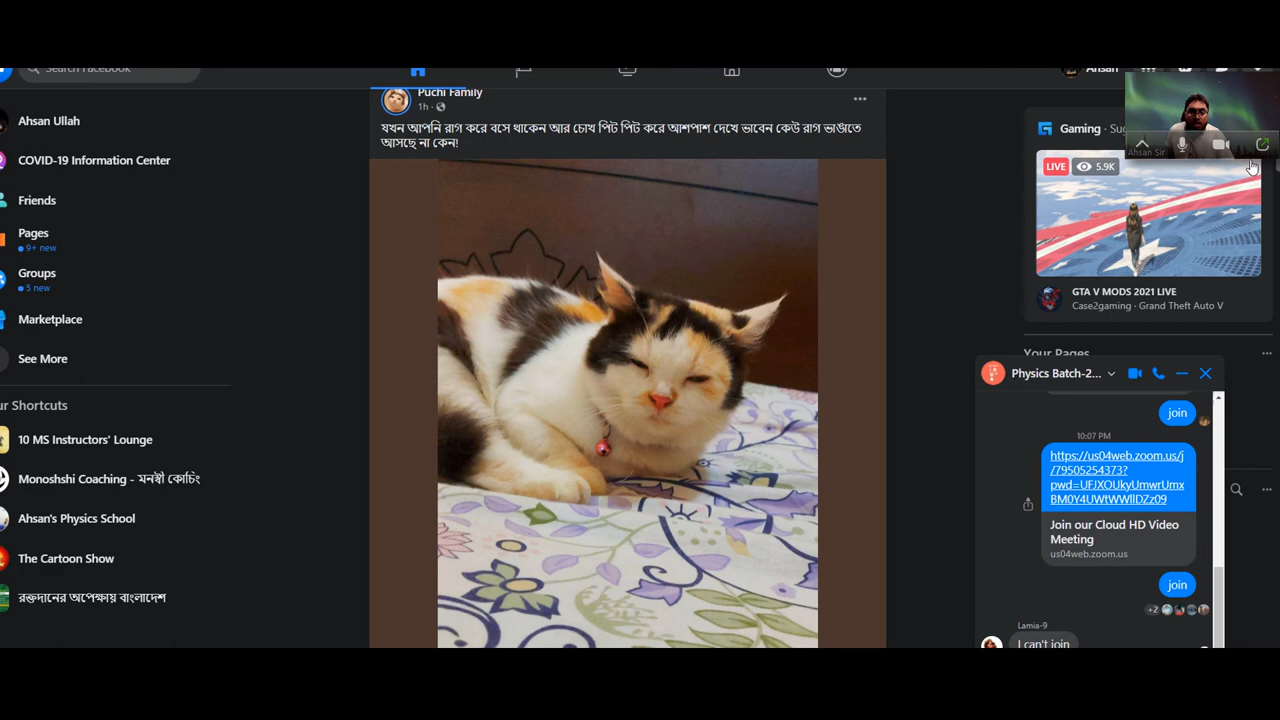 Search Facebook
Ahsan
Ahsan Ullah
COVID-19 Information Center
Friends
Pages
9+ new
Groups
5 new
Marketplace
See More
ur Shortcuts
10 MS Instructors' Lounge
Monoshshi Coaching - মনস্বী কোচিং
Ahsan's Physics School
The Cartoon Show
রক্তদানের অপেক্ষায় বাংলাদেশ
Puchi Family
1h ·
যখন আপনি রাগ করে বসে থাকেন আর চোখ পিট পিট করে আশপাশ দেখে ভাবেন কেউ রাগ ভাঙাতে
আসছে না কেন!
Gaming · Su
Ahsan Sir
LIVE 5.9K
GTA V MODS 2021 LIVE
Case2gaming · Grand Theft Auto V
Your Pages
Physics Batch-2...
join
10:07 PM
https://us04web.zoom.us/j
/79505254373?
pwd=UFJXOUkyUmwrUmx
BM0Y4UWtWWllDZz09
Join our Cloud HD Video
Meeting
us04web.zoom.us
join
+2
Lamia-9
I can't join